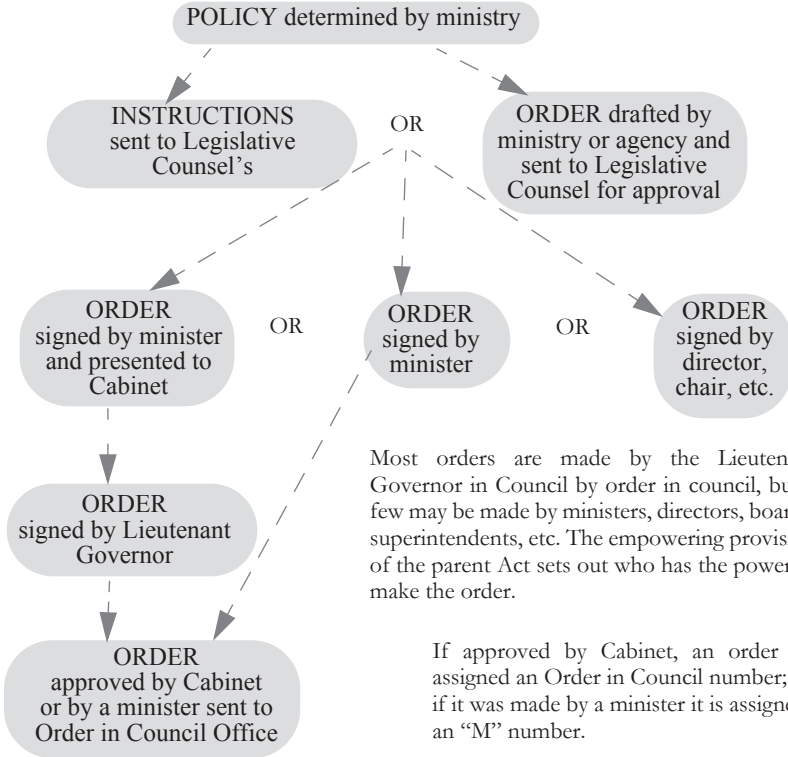 POLICY determined by ministry
INSTRUCTIONS
sent to Legislative
Counsel's
OR
ORDER drafted by
ministry or agency and
sent to Legislative
Counsel for approval
ORDER
signed by minister
and presented to
Cabinet
OR
ORDER
signed by
minister
OR
ORDER
signed by
director,
chair, etc.
Most orders are made by the
Governor in Council by order in council,
few may be made by ministers, directors,
superintendents, etc. The empowering
of the parent Act sets out who has the power
make the order.
ORDER
signed by Lieutenant
Governor
ORDER
approved by Cabinet
or by a minister sent to
Order in Council Office
If approved by Cabinet, an order
assigned an Order in Council number;
if it was made by a minister it is
an “M” number.